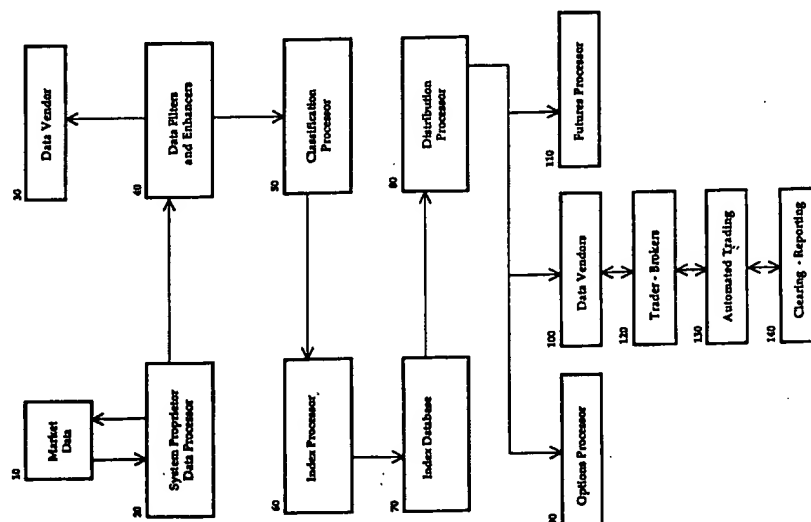 10
Market
Data
20
System Proprietor
Data Processor
30
Data Vendor
40
Data Filters
and Enhancers
50
Classification
Processor
60
Index Processor
70
Index Database
80
Distribution
Processor
Options Processor
100
Data Vendors
110
Futures Processor
120
Trader - Brokers
130
Automated Trading
140
Clearing - Reporting